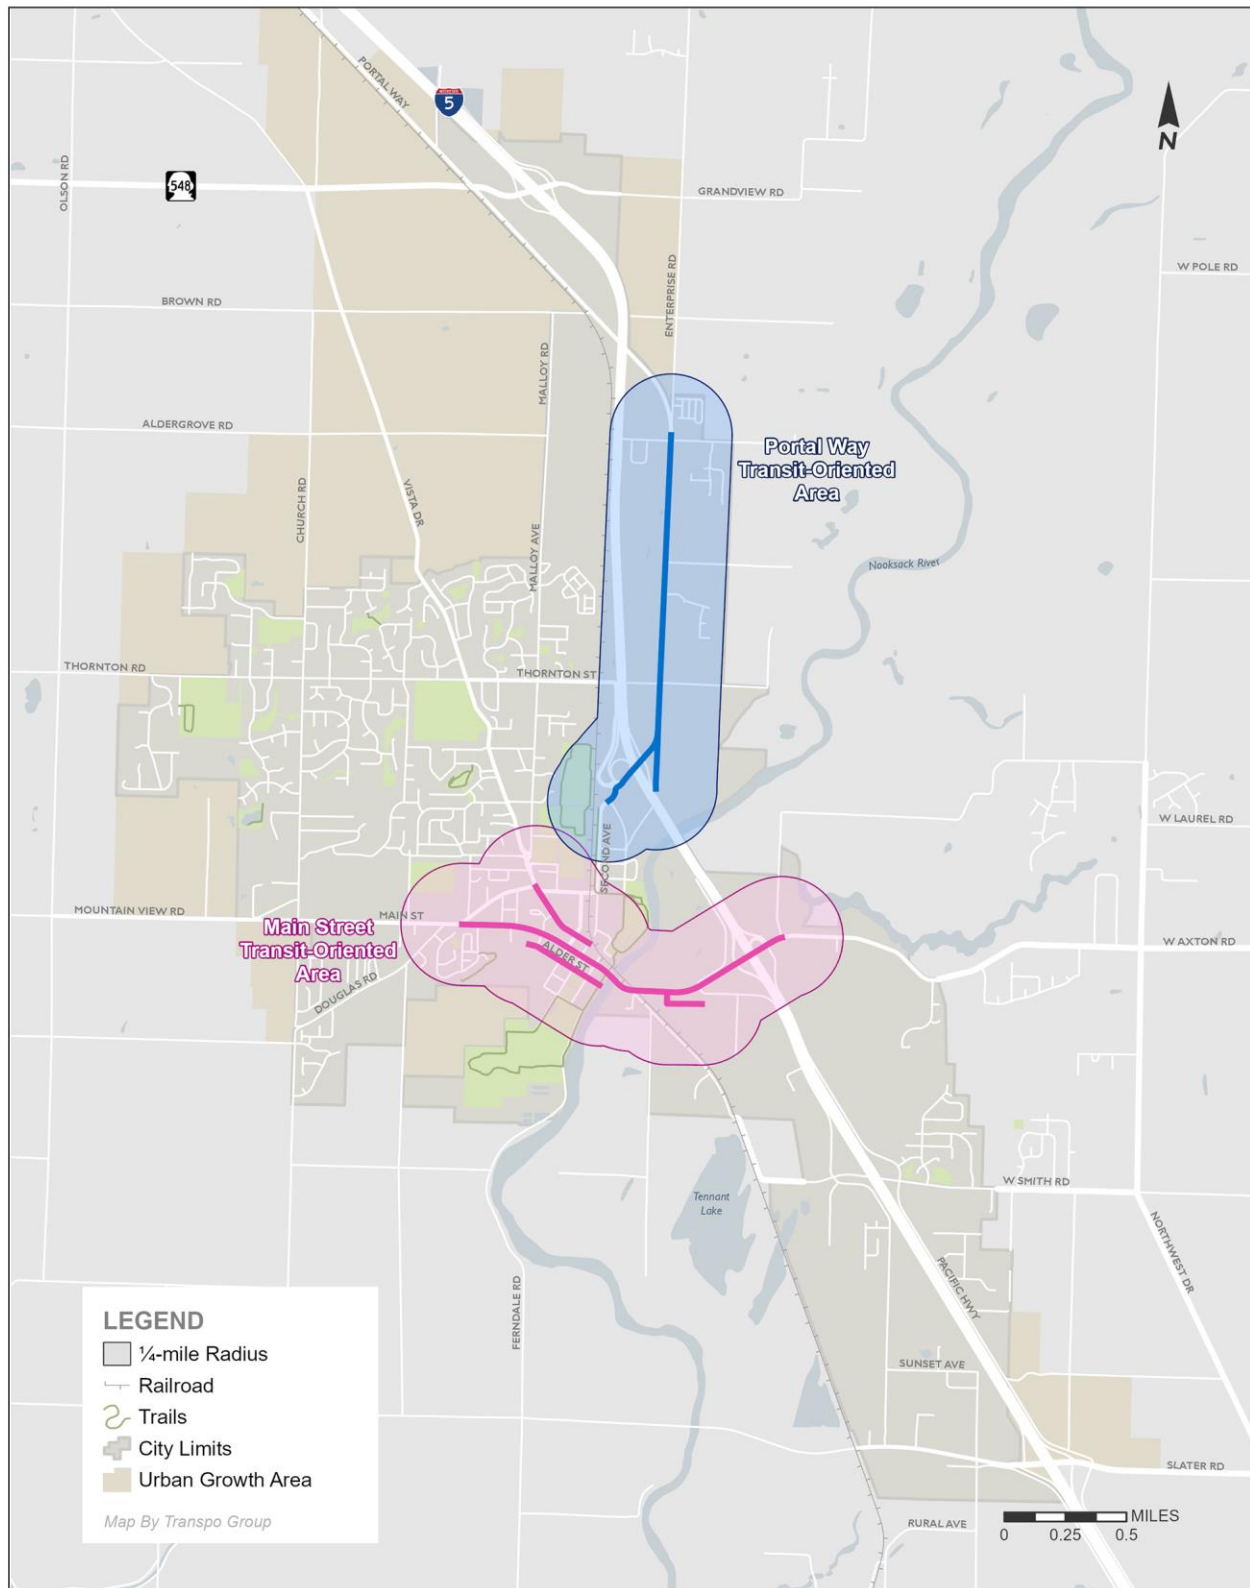 PORTAL WAY
INTERSTATE
5
N
OLSON RD
548
GRANDVIEW RD
ENTERPRISE RD
W POLE RD
BROWN RD
MALLOY RD
ALDERGROVE RD
Portal Way
Transit-Oriented
Area
CHURCH RD
VISTA DR
MALLOY AVE
Nooksack River
THORNTON RD
THORNTON ST
W LAUREL RD
SECOND AVE
MOUNTAIN VIEW RD
MAIN ST
Main Street
Transit-Oriented
Area
ALDER ST
W AXTON RD
DOUGLAS RD
W SMITH RD
Tennant
Lake
NORTHWEST DR
PACIFIC HWY
FERNDALE RD
SUNSET AVE
SLATER RD
RURAL AVE
LEGEND
¼-mile Radius
Railroad
Trails
City Limits
Urban Growth Area
Map By Transpo Group
MILES
0 0.25 0.5